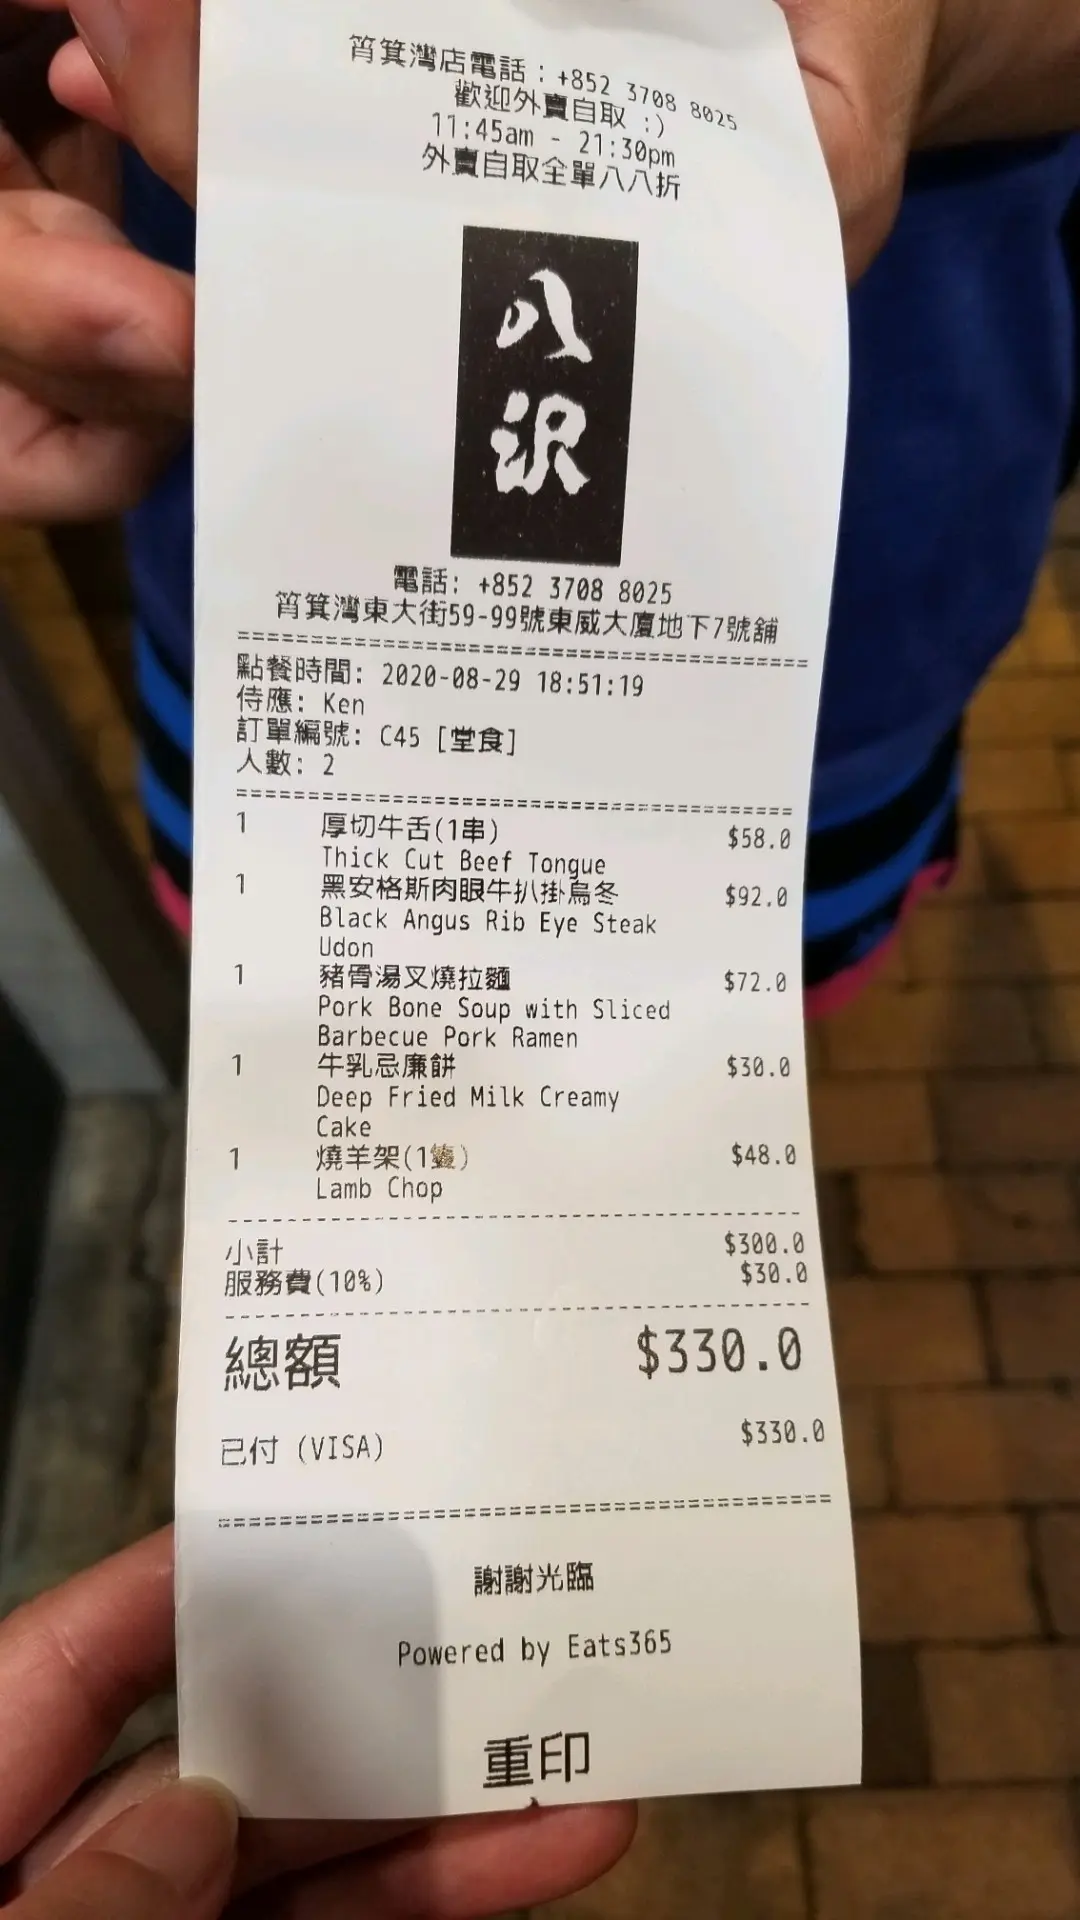 筲箕灣店電話：+852 3708 8025
歡迎外賣自取 :)
11:45am - 21:30pm
外賣自取全單八八折
八
沢
電話: +852 3708 8025
筲箕灣東大街59-99號東威大廈地下7號舖
點餐時間: 2020-08-29 18:51:19
侍應: Ken
訂單編號: C45 [堂食]
人數: 2
1 厚切牛舌(1串) $58.0
Thick Cut Beef Tongue
1 黑安格斯肉眼牛扒掛烏冬 $92.0
Black Angus Rib Eye Steak
Udon
1 豬骨湯叉燒拉麵 $72.0
Pork Bone Soup with Sliced
Barbecue Pork Ramen
1 牛乳忌廉餅 $30.0
Deep Fried Milk Creamy
Cake
1 燒羊架(1隻) $48.0
Lamb Chop
小計 $300.0
服務費(10%) $30.0
總額 $330.0
已付 (VISA) $330.0
謝謝光臨
Powered by Eats365
重印